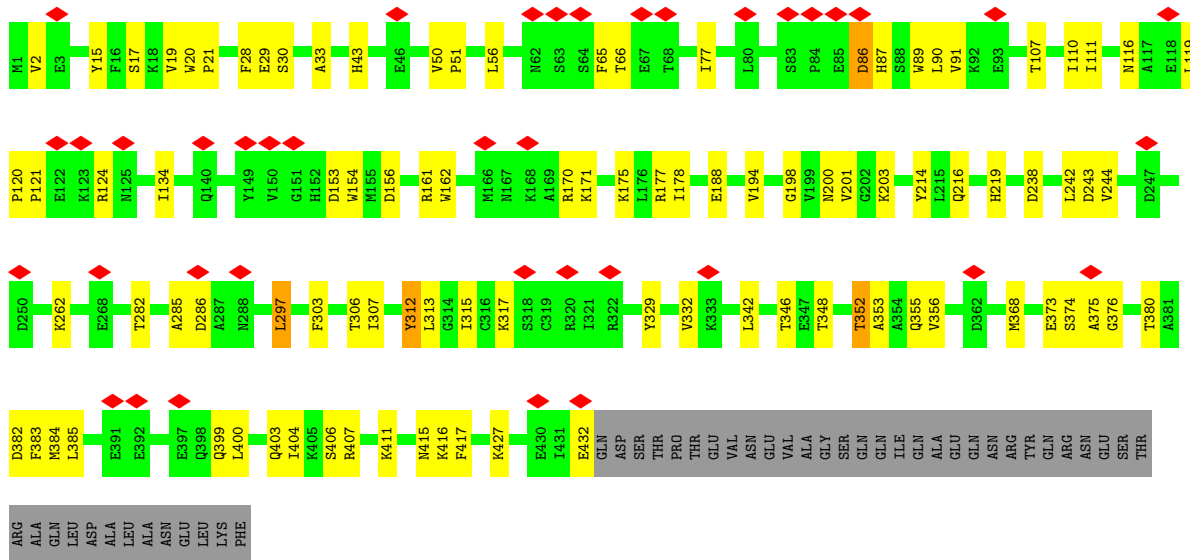 M1 V2 E3 Y15 F16 S17 K18 V19 W20 P21 F28 E29 S30 A33 H43 E46 V50 P51 L56 N62 S63 S64 F65 T66 E67 T68 I77 L80 S83 P84 E85 D86 H87 S88 W89 L90 V91 K92 E93 T107 I110 I111 N116 A117 E118 L119
P120 P121 E122 K123 R124 N125 I134 Q140 Y149 V150 G151 H152 D153 W154 M155 D156 R161 W162 M166 N167 K168 A169 R170 K171 K175 L176 R177 I178 E188 V194 G198 V199 N200 V201 G202 K203 Y214 L215 Q216 H219 D238 L242 D243 V244 D247
D250 K262 E268 T282 A285 D286 A287 N288 L297 F303 T306 I307 Y312 L313 G314 I315 C316 K317 S318 C319 R320 I321 R322 Y329 V332 K333 L342 T346 E347 T348 T352 A353 A354 Q355 V356 D362 M368 E373 S374 A375 G376 T380 A381
D382 F383 M384 L385 E391 E392 E397 Q398 Q399 L400 Q403 I404 K405 S406 R407 K411 N415 K416 F417 K427 E430 I431 E432 GLN ASP SER THR PRO THR GLU VAL ASN GLU VAL ALA GLY SER GLN GLN ILE GLN ALA GLU GLN ASN ARG TYR GLN ARG ASN GLU SER THR
ARG ALA GLN LEU ASP ALA LEU ALA ASN GLU LEU LYS PHE